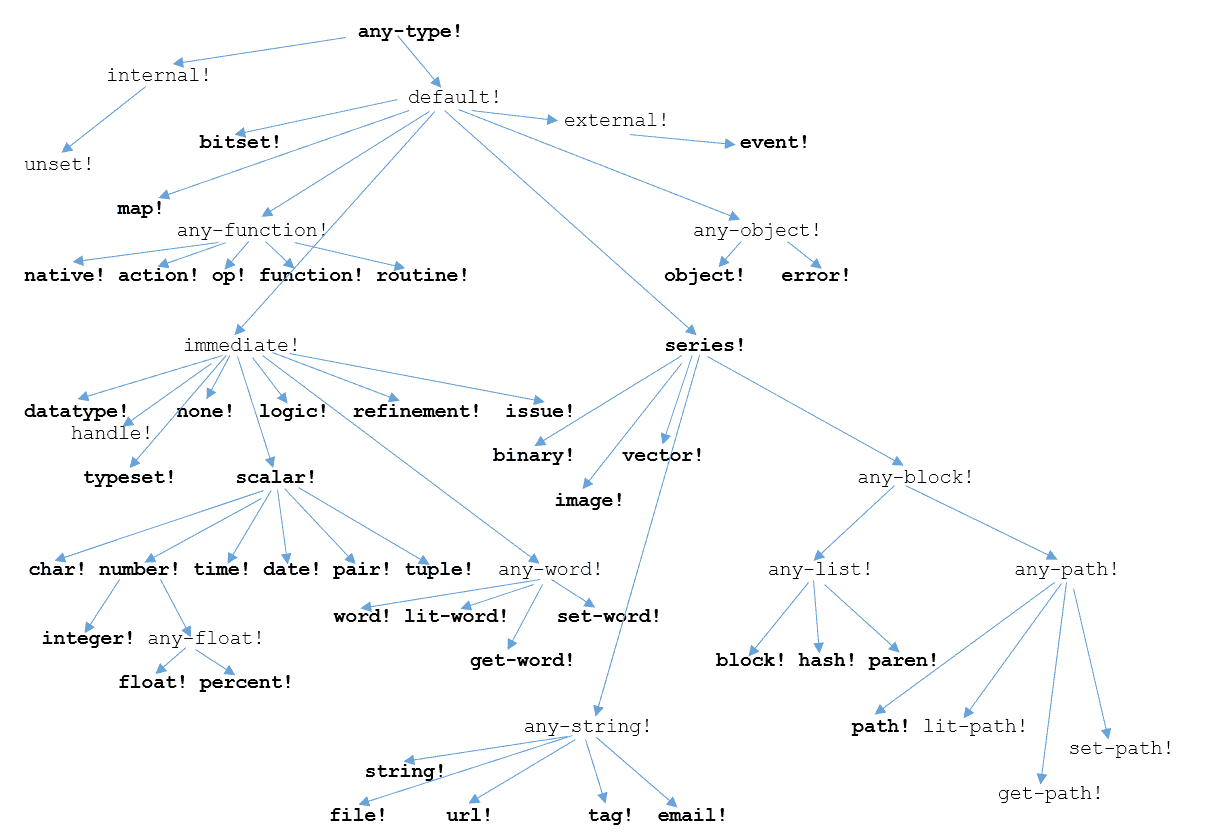 any-type!
internal!
default!
external!
bitset!
event!
unset!
map!
any-function!
any-object!
native! action! op! function! routine!
object! error!
immediate!
series!
datatype! none! logic! refinement! issue!
handle!
binary! vector!
typeset! scalar!
any-block!
image!
char! number! time! date! pair! tuple! any-word!
any-list! any-path!
word! lit-word! set-word!
integer! any-float!
get-word!
block! hash! paren!
float! percent!
any-string!
path! lit-path!
set-path!
string!
get-path!
file! url! tag! email!